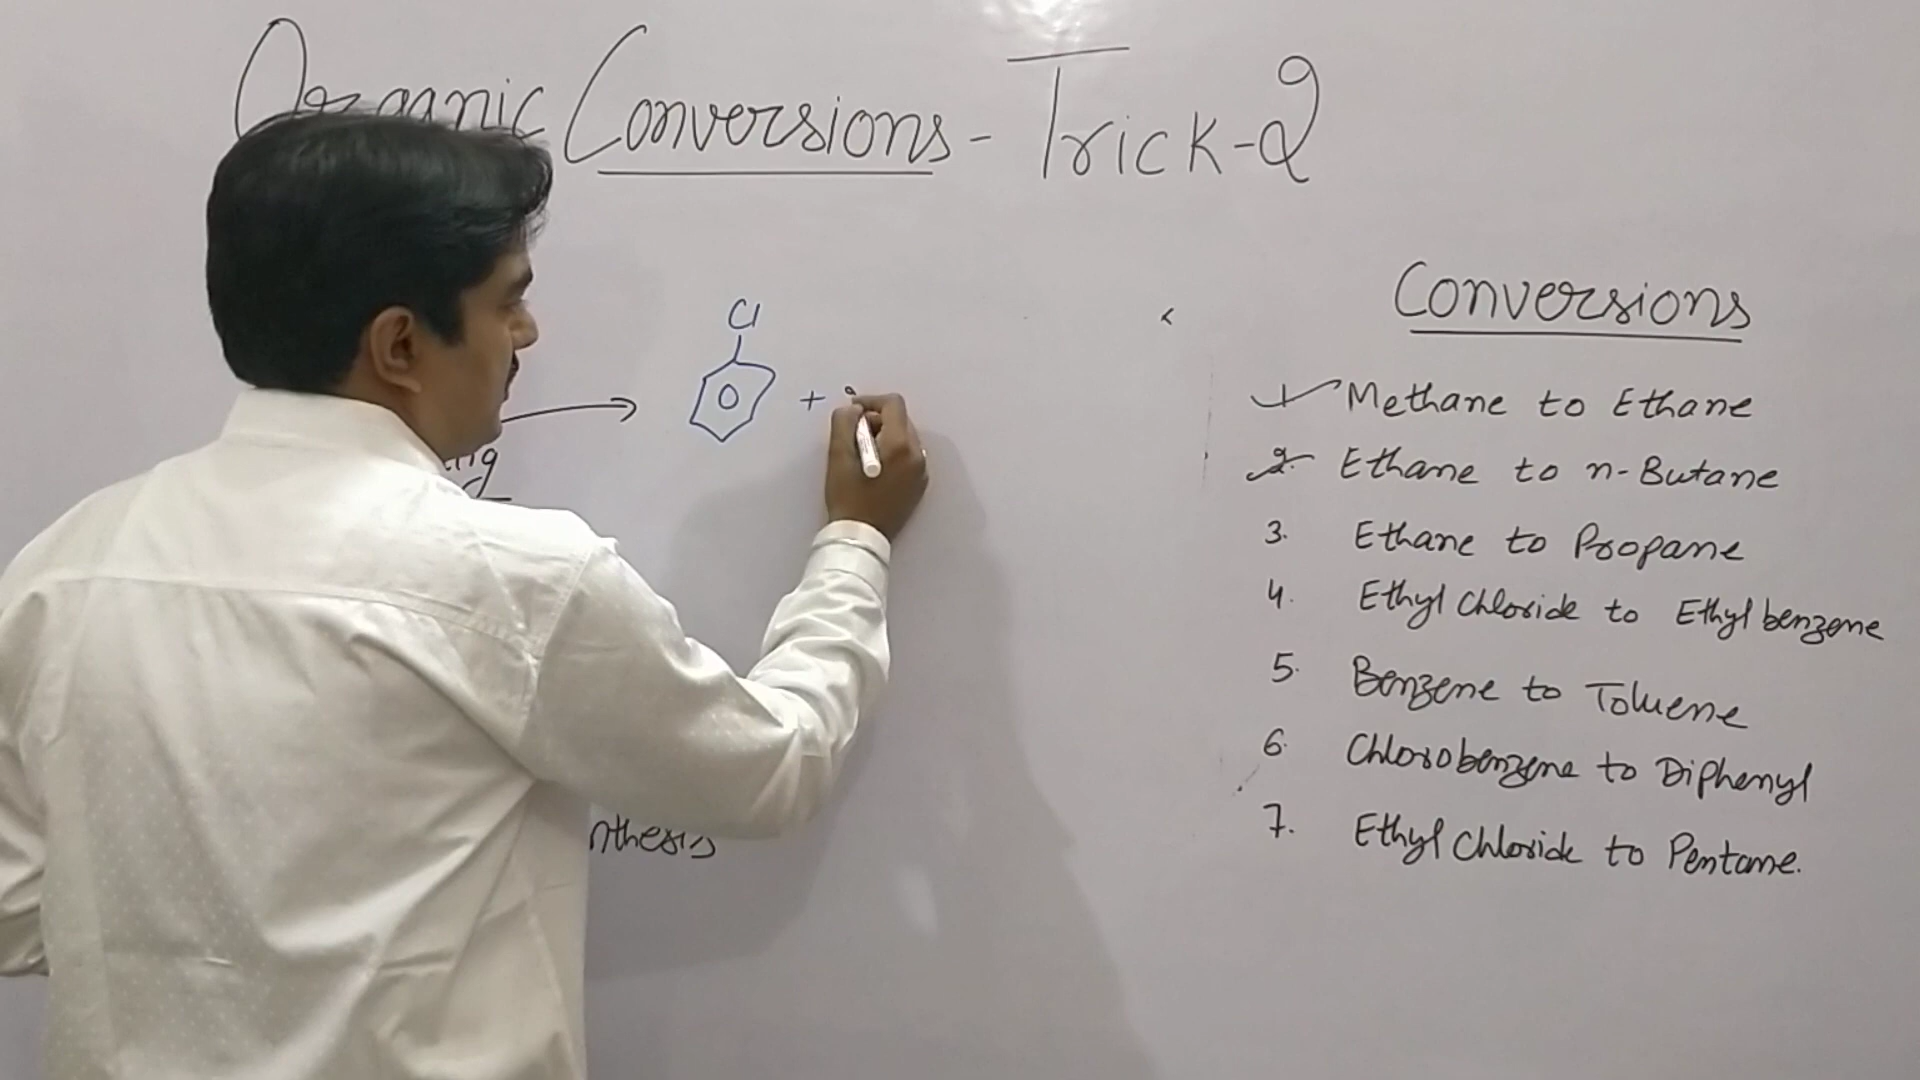 Organic Conversions - Trick-2
Conversions
1. Methane to Ethane
2. Ethane to n-Butane
3. Ethane to Propane
4. Ethyl Chloride to Ethyl benzene
5. Benzene to Toluene
6. Chlorobenzene to Diphenyl
7. Ethyl Chloride to Pentane.
Cl
+